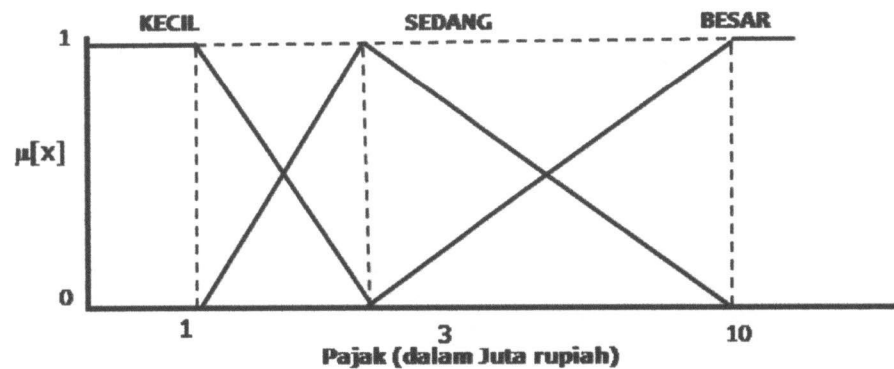 KECIL SEDANG BESAR
1
μ[x]
0
1 3 10
Pajak (dalam Juta rupiah)